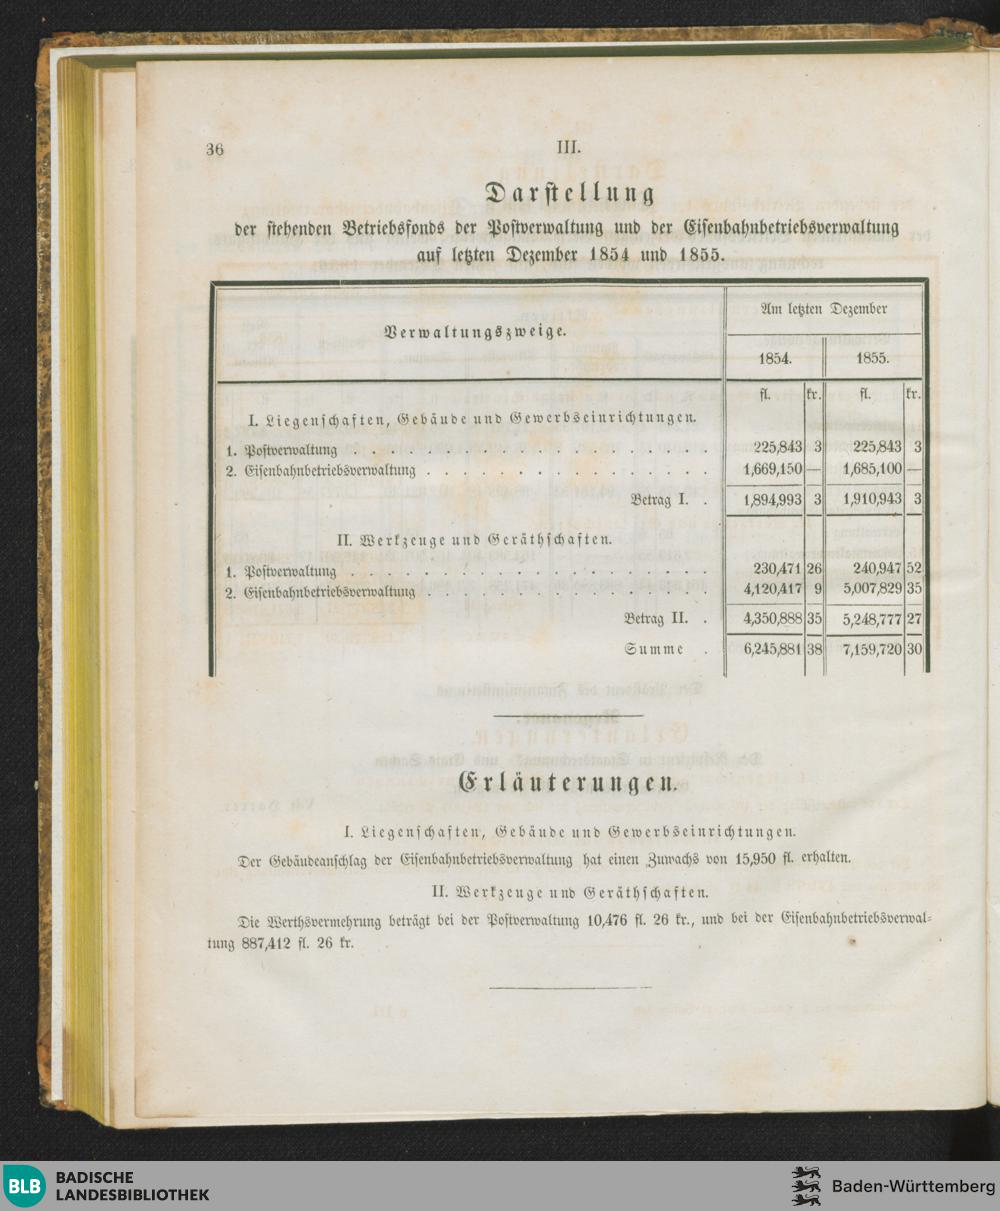 36
III.
Darstellung
der stehenden Betriebsfonds der Postverwaltung und der Eisenbahnbetriebsverwaltung
auf letzten Dezember 1854 und 1855.
Verwaltungszweige.
Am letzten Dezember
1854. 1855.
fl. kr. fl. kr.
I. Liegenschaften, Gebäude und Gewerbseinrichtungen.
1. Postverwaltung . . . . . . . . . . . . . . . . 225,843 3 225,843 3
2. Eisenbahnbetriebsverwaltung . . . . . . . . . . . . . 1,669,150 — 1,685,100 —
Betrag I. . 1,894,993 3 1,910,943 3
II. Werkzeuge und Geräthschaften.
1. Postverwaltung . . . . . . . . . . . . . . . . 230,471 26 240,947 52
2. Eisenbahnbetriebsverwaltung . . . . . . . . . . . . . 4,120,417 9 5,007,829 35
Betrag II. . 4,350,888 35 5,248,777 27
Summe . 6,245,881 38 7,159,720 30
Erläuterungen.
I. Liegenschaften, Gebäude und Gewerbseinrichtungen.
Der Gebäudeanschlag der Eisenbahnbetriebsverwaltung hat einen Zuwachs von 15,950 fl. erhalten.
II. Werkzeuge und Geräthschaften.
Die Werthsvermehrung beträgt bei der Postverwaltung 10,476 fl. 26 kr., und bei der Eisenbahnbetriebsverwal-
tung 887,412 fl. 26 kr.
BLB BADISCHE
LANDESBIBLIOTHEK
Baden-Württemberg